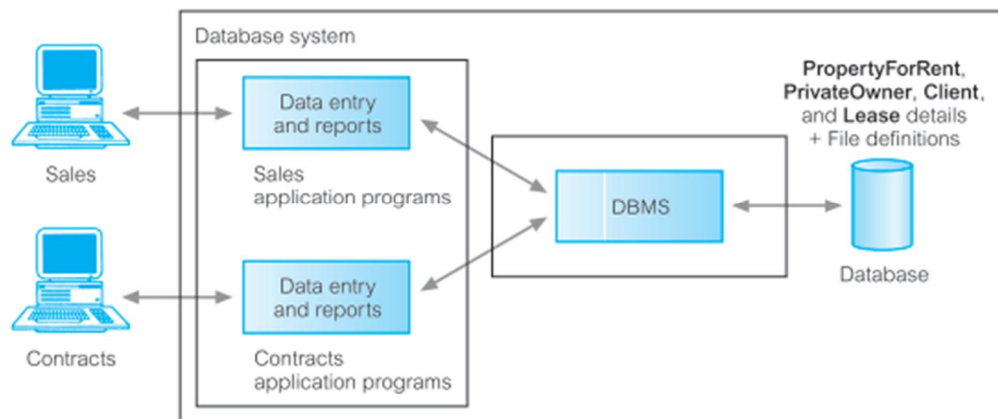 Database system
Data entry
and reports
Sales
Sales
application programs
Data entry
and reports
Contracts
Contracts
application programs
DBMS
PropertyForRent,
PrivateOwner, Client,
and Lease details
+ File definitions
Database